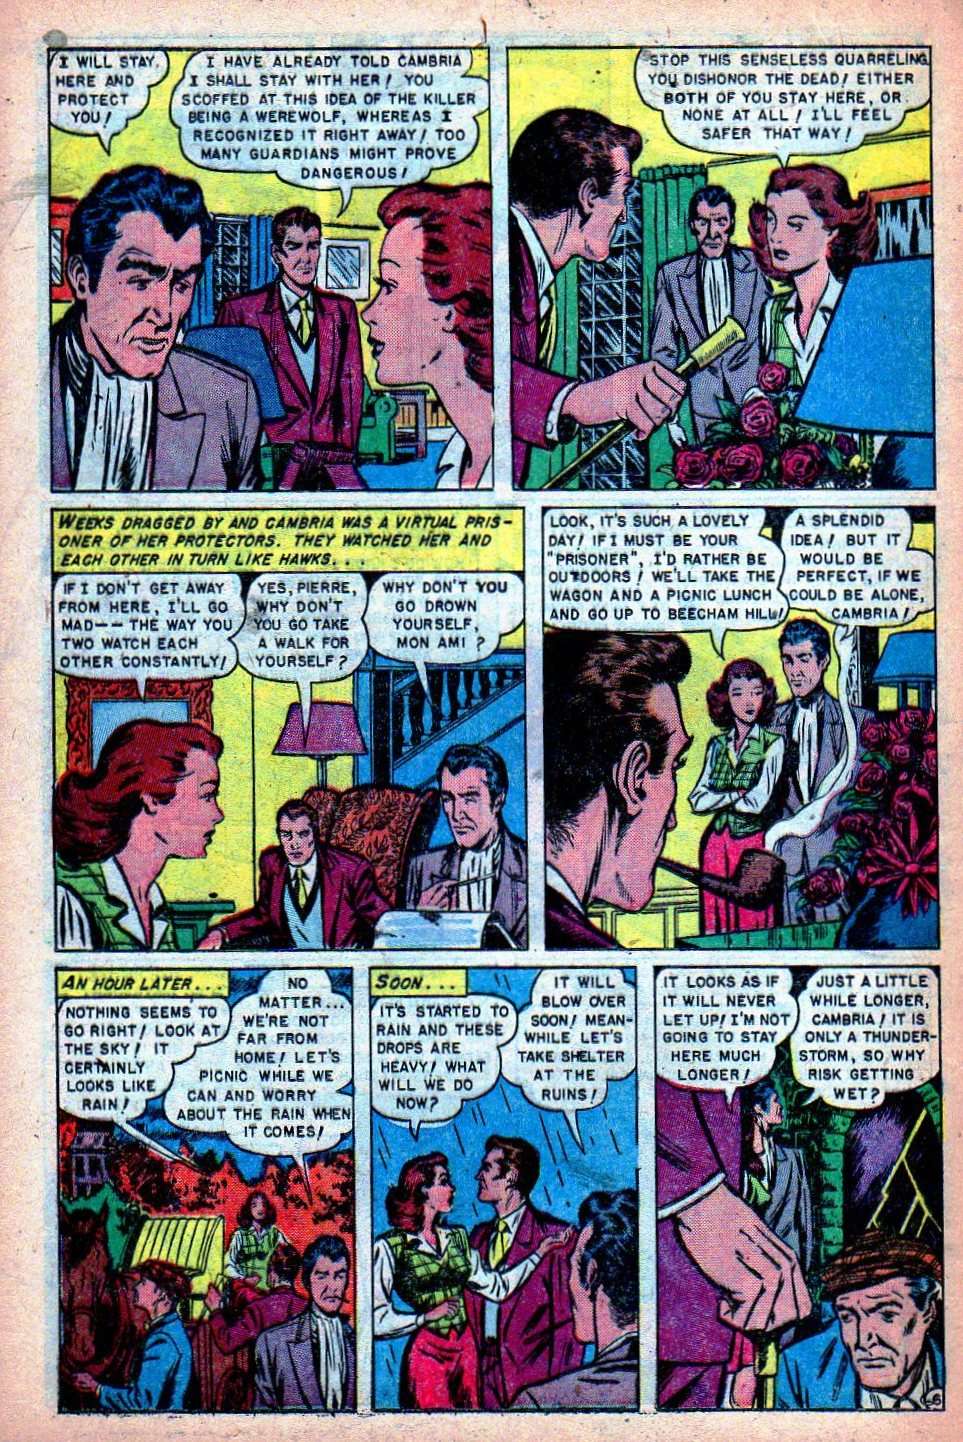 I WILL STAY
HERE AND
PROTECT
YOU!
I HAVE ALREADY TOLD CAMBRIA
I SHALL STAY WITH HER! YOU
SCOFFED AT THIS IDEA OF THE KILLER
BEING A WEREWOLF, WHEREAS I
RECOGNIZED IT RIGHT AWAY! TOO
MANY GUARDIANS MIGHT PROVE
DANGEROUS!
STOP THIS SENSELESS QUARRELING.
YOU DISHONOR THE DEAD! EITHER
BOTH OF YOU STAY HERE, OR
NONE AT ALL! I'LL FEEL
SAFER THAT WAY!
WEEKS DRAGGED BY AND CAMBRIA WAS A VIRTUAL PRIS-
ONER OF HER PROTECTORS. THEY WATCHED HER AND
EACH OTHER IN TURN LIKE HAWKS...
IF I DON'T GET AWAY
FROM HERE, I'LL GO
MAD-- THE WAY YOU
TWO WATCH EACH
OTHER CONSTANTLY!
YES, PIERRE,
WHY DON'T
YOU GO TAKE
A WALK FOR
YOURSELF?
WHY DON'T YOU
GO DROWN
YOURSELF,
MON AMI?
LOOK, IT'S SUCH A LOVELY
DAY! IF I MUST BE YOUR
"PRISONER", I'D RATHER BE
OUTDOORS! WE'LL TAKE THE
WAGON AND A PICNIC LUNCH
AND GO UP TO BEECHAM HILL!
A SPLENDID
IDEA! BUT IT
WOULD BE
PERFECT, IF WE
COULD BE ALONE,
CAMBRIA!
AN HOUR LATER...
NOTHING SEEMS TO
GO RIGHT! LOOK AT
THE SKY! IT
CERTAINLY
LOOKS LIKE
RAIN!
NO
MATTER...
WE'RE NOT
FAR FROM
HOME! LET'S
PICNIC WHILE WE
CAN AND WORRY
ABOUT THE RAIN WHEN
IT COMES!
SOON...
IT'S STARTED TO
RAIN AND THESE
DROPS ARE
HEAVY! WHAT
WILL WE DO
NOW?
IT WILL
BLOW OVER
SOON! MEAN-
WHILE LET'S
TAKE SHELTER
AT THE
RUINS!
IT LOOKS AS IF
IT WILL NEVER
LET UP! I'M NOT
GOING TO STAY
HERE MUCH
LONGER!
JUST A LITTLE
WHILE LONGER,
CAMBRIA! IT IS
ONLY A THUNDER-
STORM, SO WHY
RISK GETTING
WET?